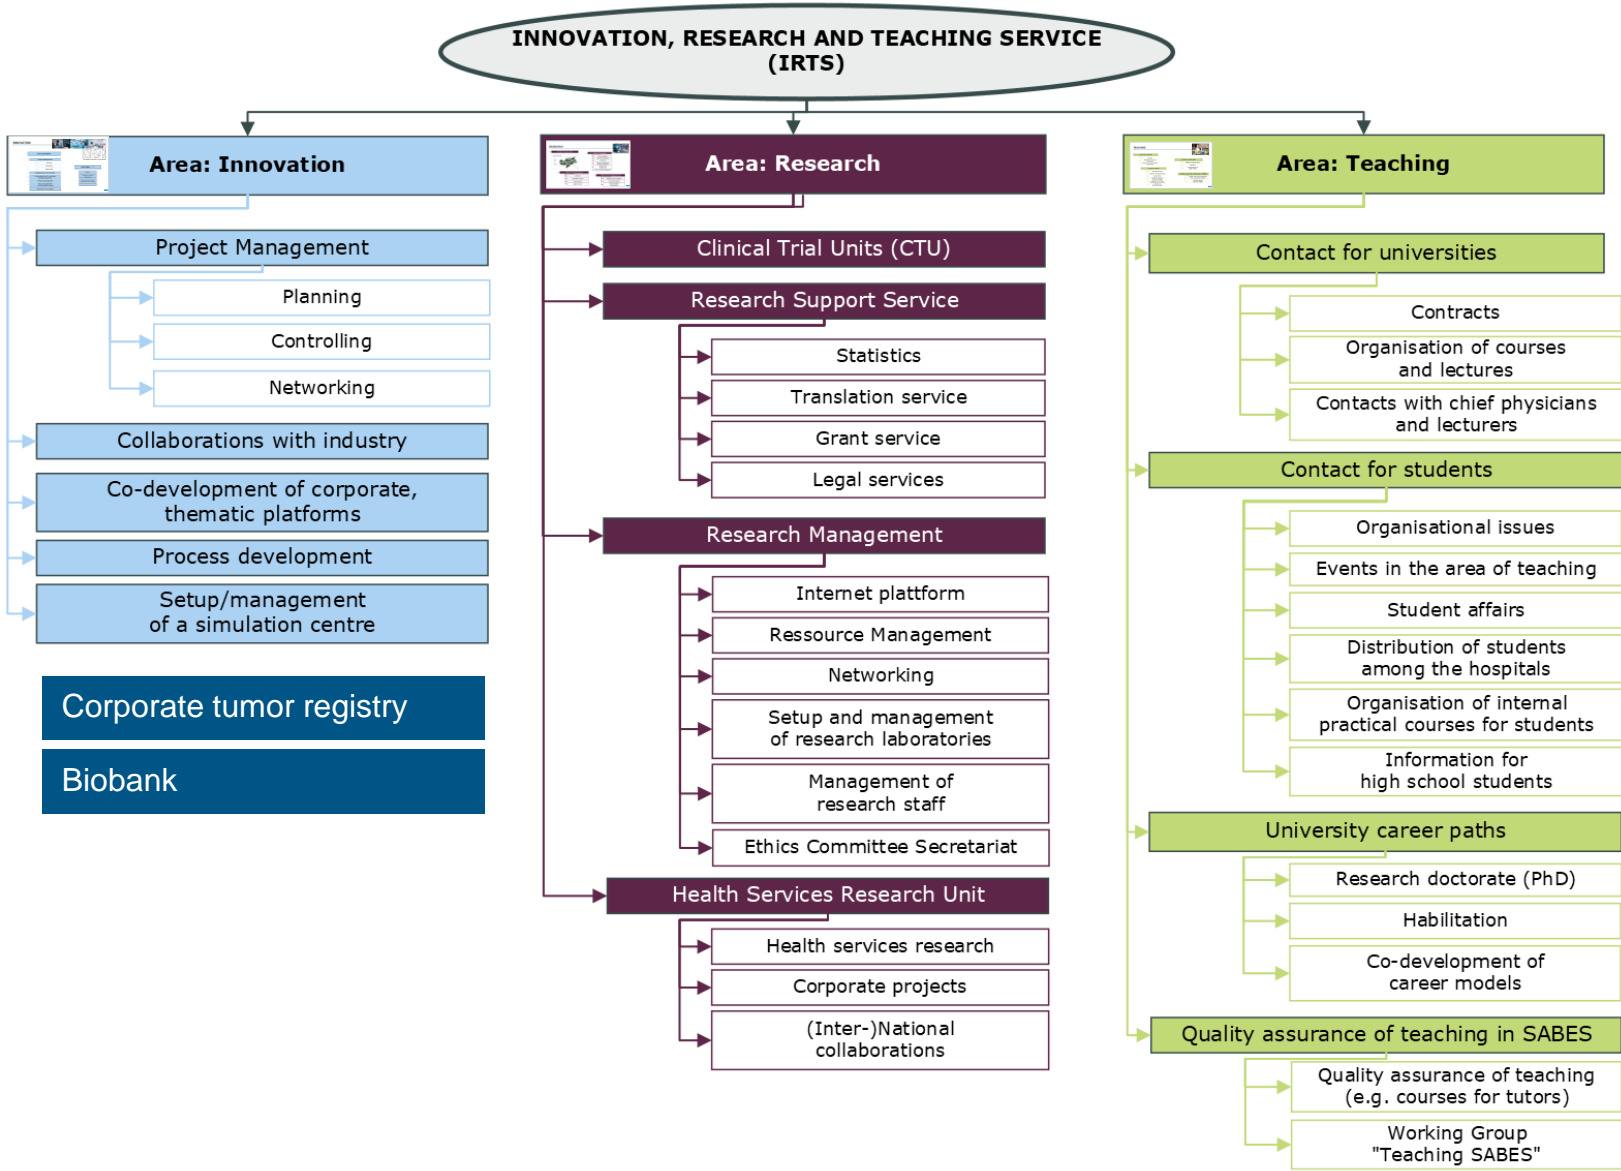 INNOVATION, RESEARCH AND TEACHING SERVICE
(IRTS)
Area: Innovation
Project Management
Planning
Controlling
Networking
Collaborations with industry
Co-development of corporate,
thematic platforms
Process development
Setup/management
of a simulation centre
Corporate tumor registry
Biobank
Area: Research
Clinical Trial Units (CTU)
Research Support Service
Statistics
Translation service
Grant service
Legal services
Research Management
Internet plattform
Ressource Management
Networking
Setup and management
of research laboratories
Management of
research staff
Ethics Committee Secretariat
Health Services Research Unit
Health services research
Corporate projects
(Inter-)National
collaborations
Area: Teaching
Contact for universities
Contracts
Organisation of courses
and lectures
Contacts with chief physicians
and lecturers
Contact for students
Organisational issues
Events in the area of teaching
Student affairs
Distribution of students
among the hospitals
Organisation of internal
practical courses for students
Information for
high school students
University career paths
Research doctorate (PhD)
Habilitation
Co-development of
career models
Quality assurance of teaching in SABES
Quality assurance of teaching
(e.g. courses for tutors)
Working Group
"Teaching SABES"